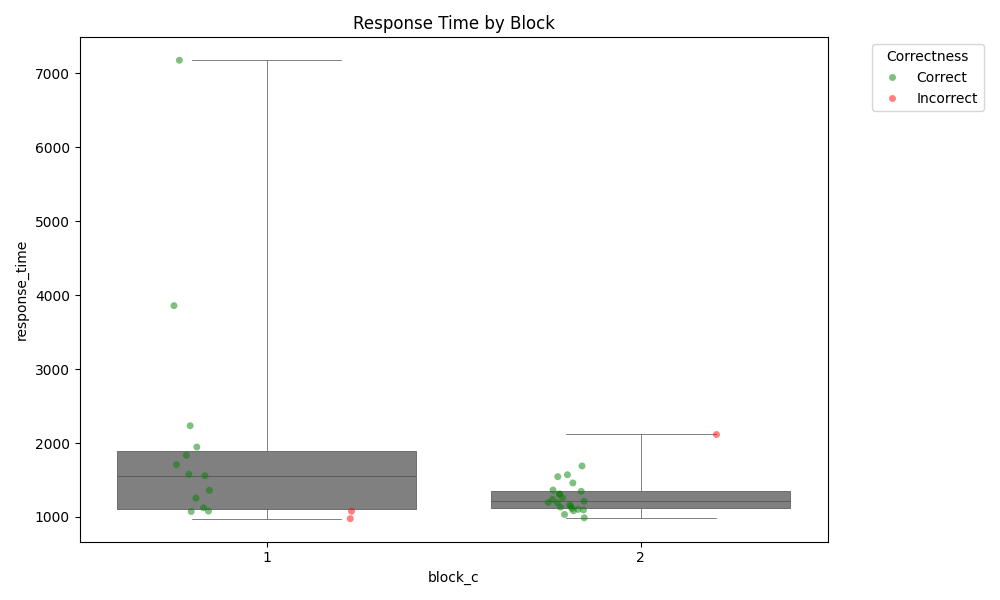 Response Time by Block
Correctness
Correct
Incorrect
7000
6000
5000
4000
3000
2000
1000
response_time
1
2
block_c